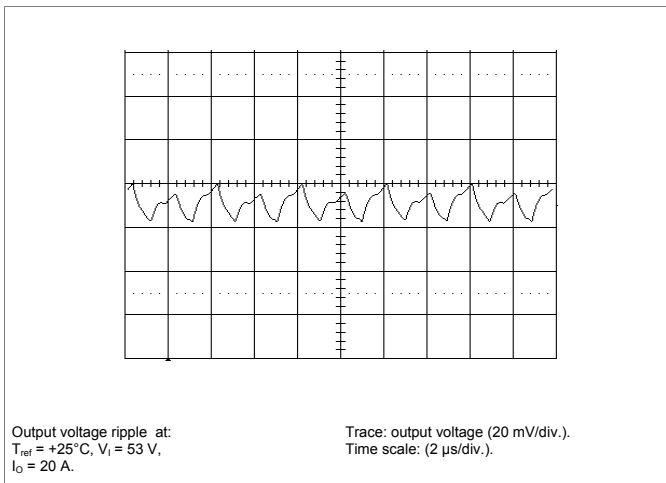 Output voltage ripple at:
Tref = +25°C, VI = 53 V,
IO = 20 A.
Trace: output voltage (20 mV/div.).
Time scale: (2 µs/div.).